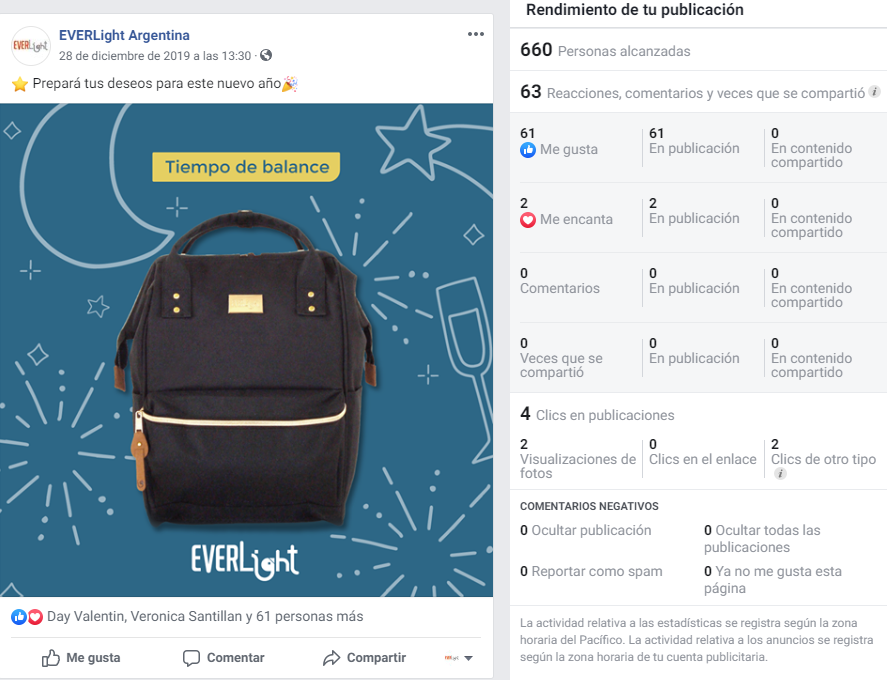 EVERLight
EVERLight Argentina
28 de diciembre de 2019 a las 13:30 ·
⭐ Prepará tus deseos para este nuevo año🎉
Tiempo de balance
EVERLight
Day Valentin, Veronica Santillan y 61 personas más
Me gusta
Comentar
Compartir
Rendimiento de tu publicación
660 Personas alcanzadas
63 Reacciones, comentarios y veces que se compartió
61
Me gusta
61
En publicación
0
En contenido
compartido
2
Me encanta
2
En publicación
0
En contenido
compartido
0
Comentarios
0
En publicación
0
En contenido
compartido
0
Veces que se
compartió
0
En publicación
0
En contenido
compartido
4 Clics en publicaciones
2
Visualizaciones de
fotos
0
Clics en el enlace
2
Clics de otro tipo
COMENTARIOS NEGATIVOS
0 Ocultar publicación
0 Ocultar todas las
publicaciones
0 Reportar como spam
0 Ya no me gusta esta
página
La actividad relativa a las estadísticas se registra según la zona
horaria del Pacífico. La actividad relativa a los anuncios se registra
según la zona horaria de tu cuenta publicitaria.